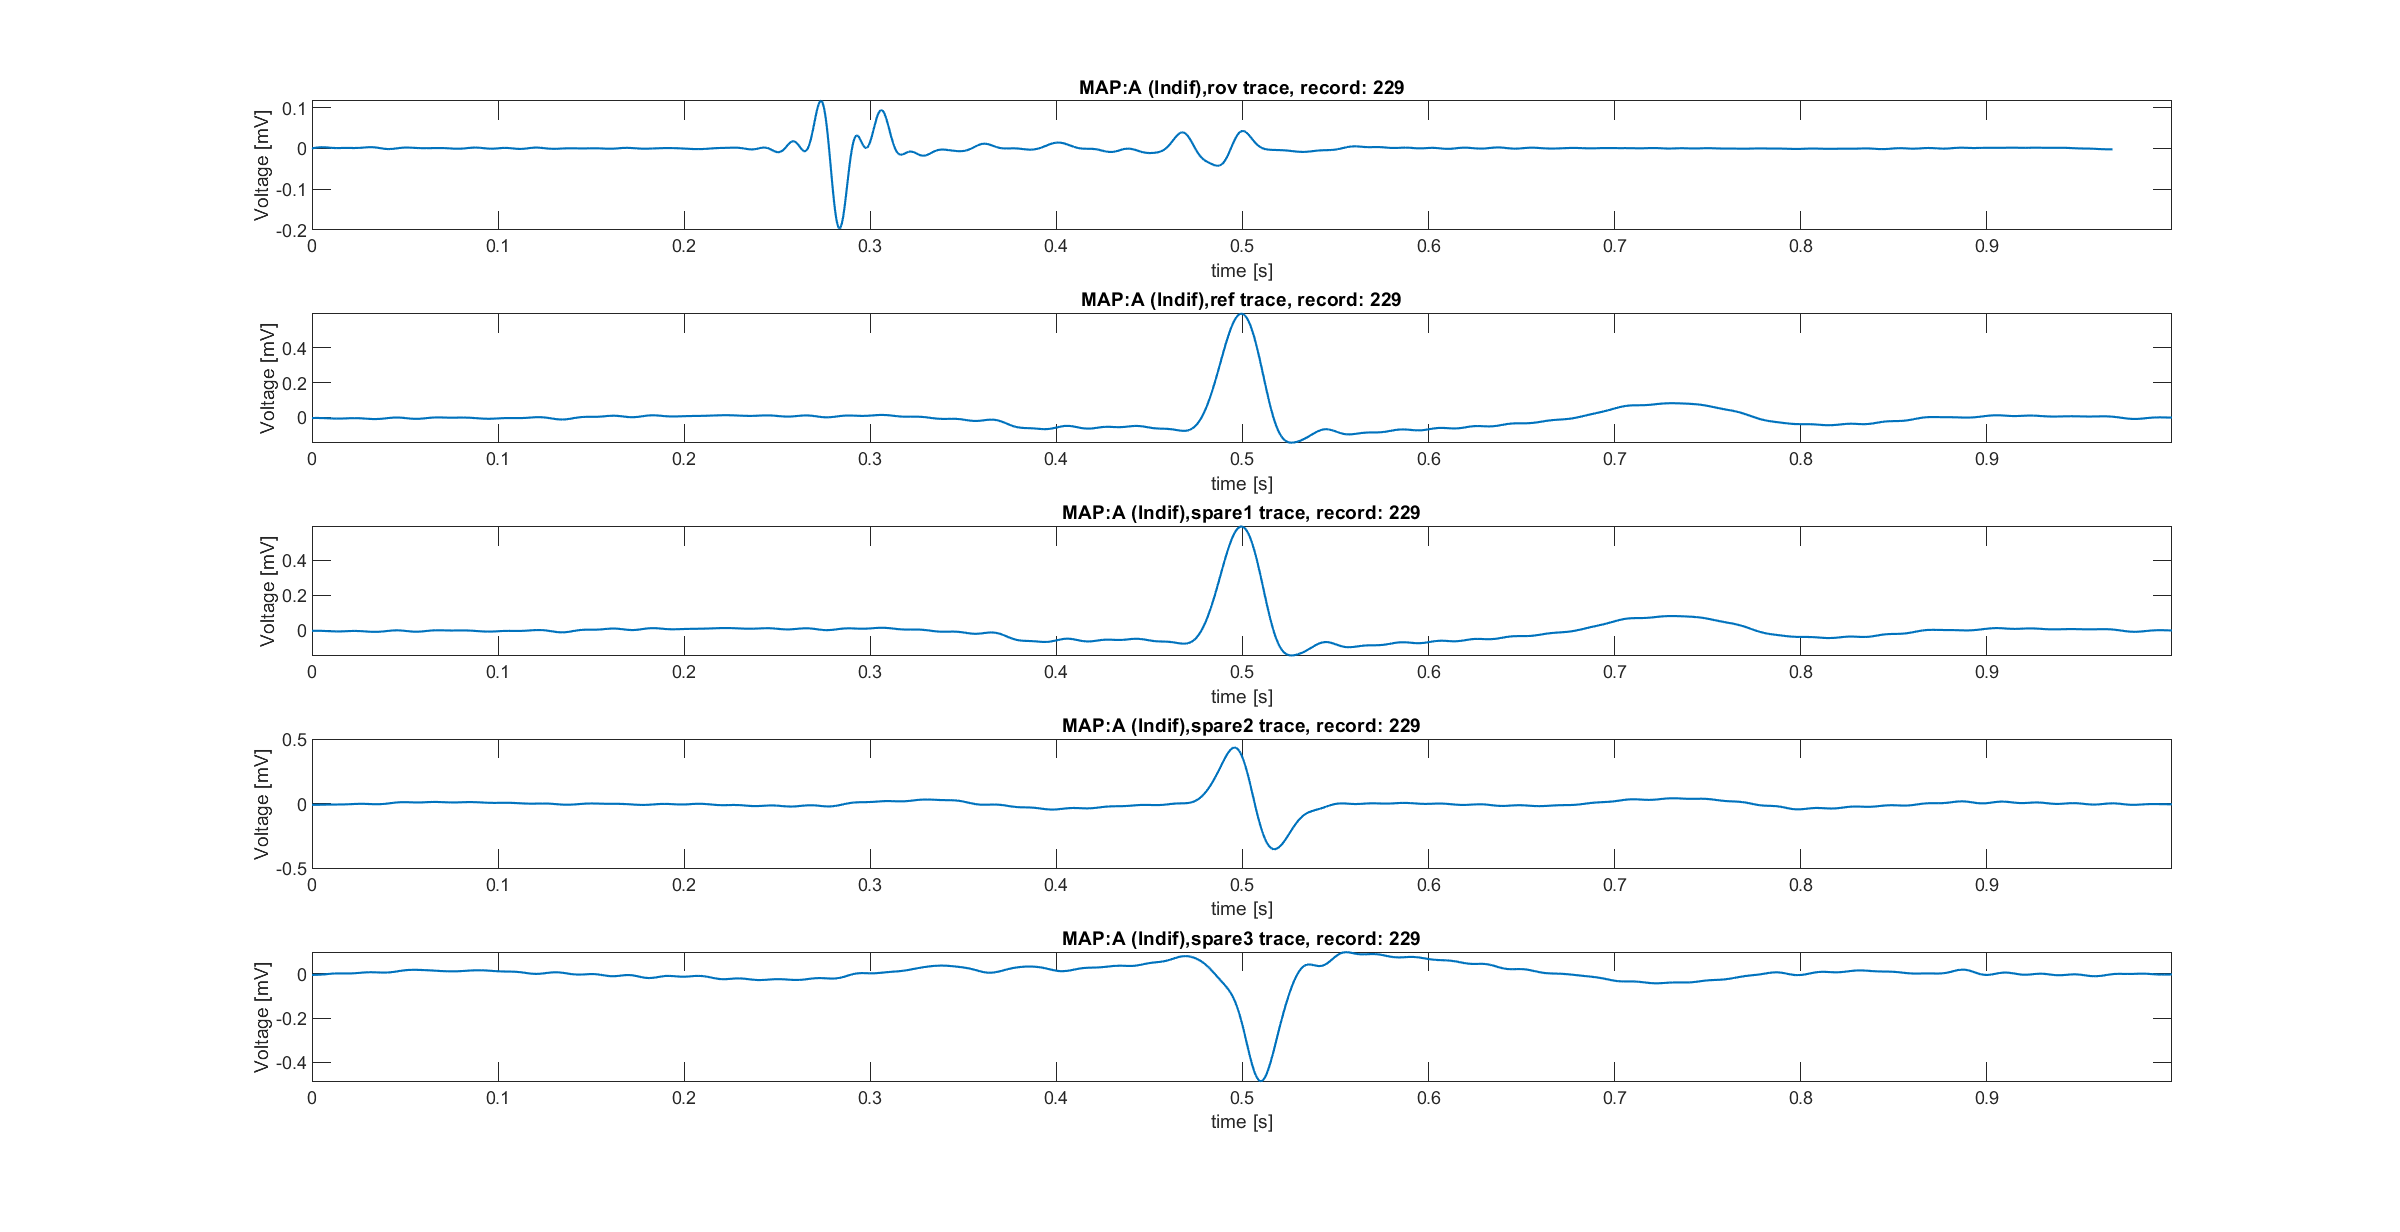 MAP:A (Indif),rov trace, record: 229
Voltage [mV]
0.1
0
-0.1
-0.2
0 0.1 0.2 0.3 0.4 0.5 0.6 0.7 0.8 0.9
time [s]
MAP:A (Indif),ref trace, record: 229
Voltage [mV]
0.4
0.2
0
0 0.1 0.2 0.3 0.4 0.5 0.6 0.7 0.8 0.9
time [s]
MAP:A (Indif),spare1 trace, record: 229
Voltage [mV]
0.4
0.2
0
0 0.1 0.2 0.3 0.4 0.5 0.6 0.7 0.8 0.9
time [s]
MAP:A (Indif),spare2 trace, record: 229
Voltage [mV]
0.5
0
-0.5
0 0.1 0.2 0.3 0.4 0.5 0.6 0.7 0.8 0.9
time [s]
MAP:A (Indif),spare3 trace, record: 229
Voltage [mV]
0
-0.2
-0.4
0 0.1 0.2 0.3 0.4 0.5 0.6 0.7 0.8 0.9
time [s]